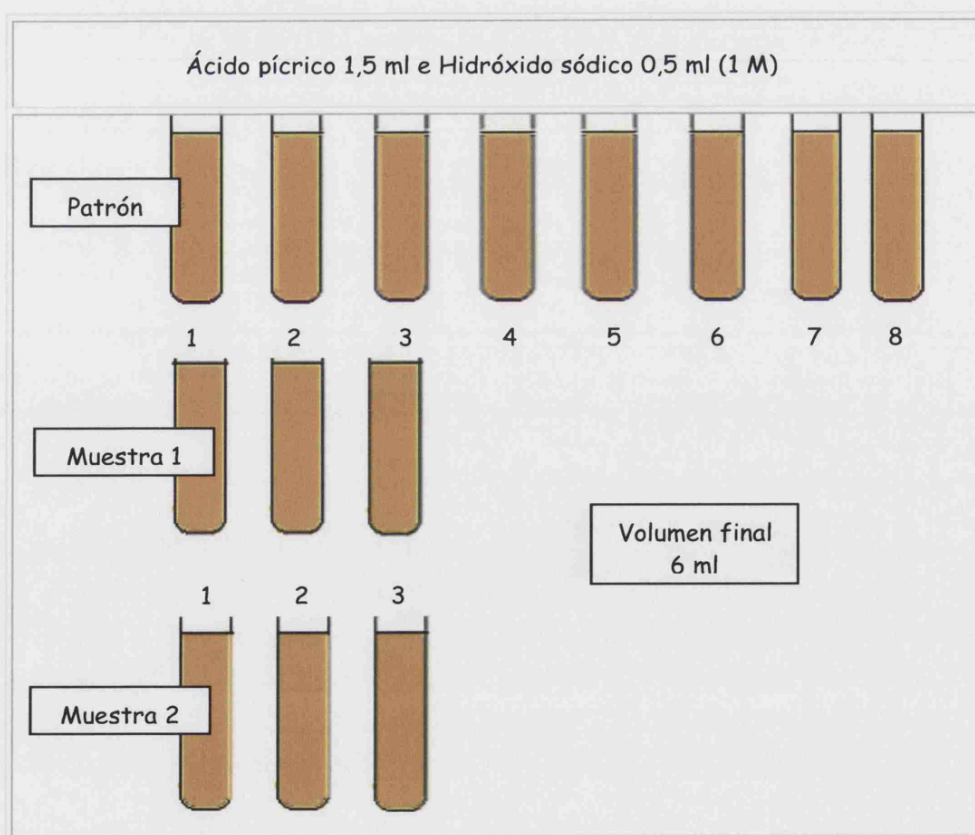 Ácido pícrico 1,5 ml e Hidróxido sódico 0,5 ml (1 M)
Patrón
1 2 3 4 5 6 7 8
Muestra 1
Volumen final
6 ml
1 2 3
Muestra 2